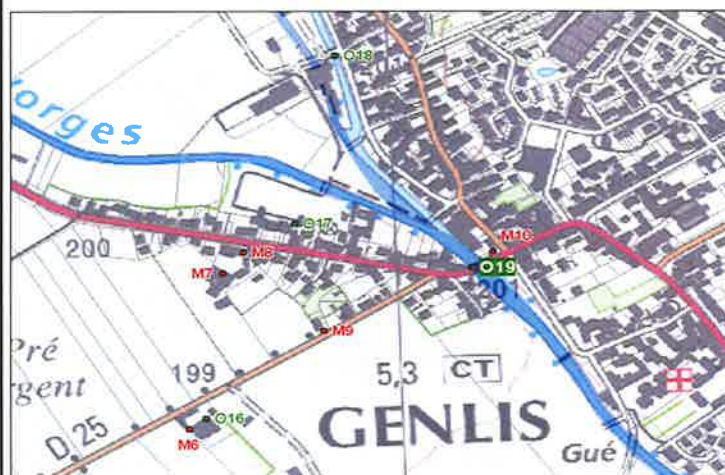 O18
orges
O17
M10
200
M8
O19
M7
201
M9
Pré
199
5,3
CT
rgent
O16
GENLIS
D 25
M6
Gué